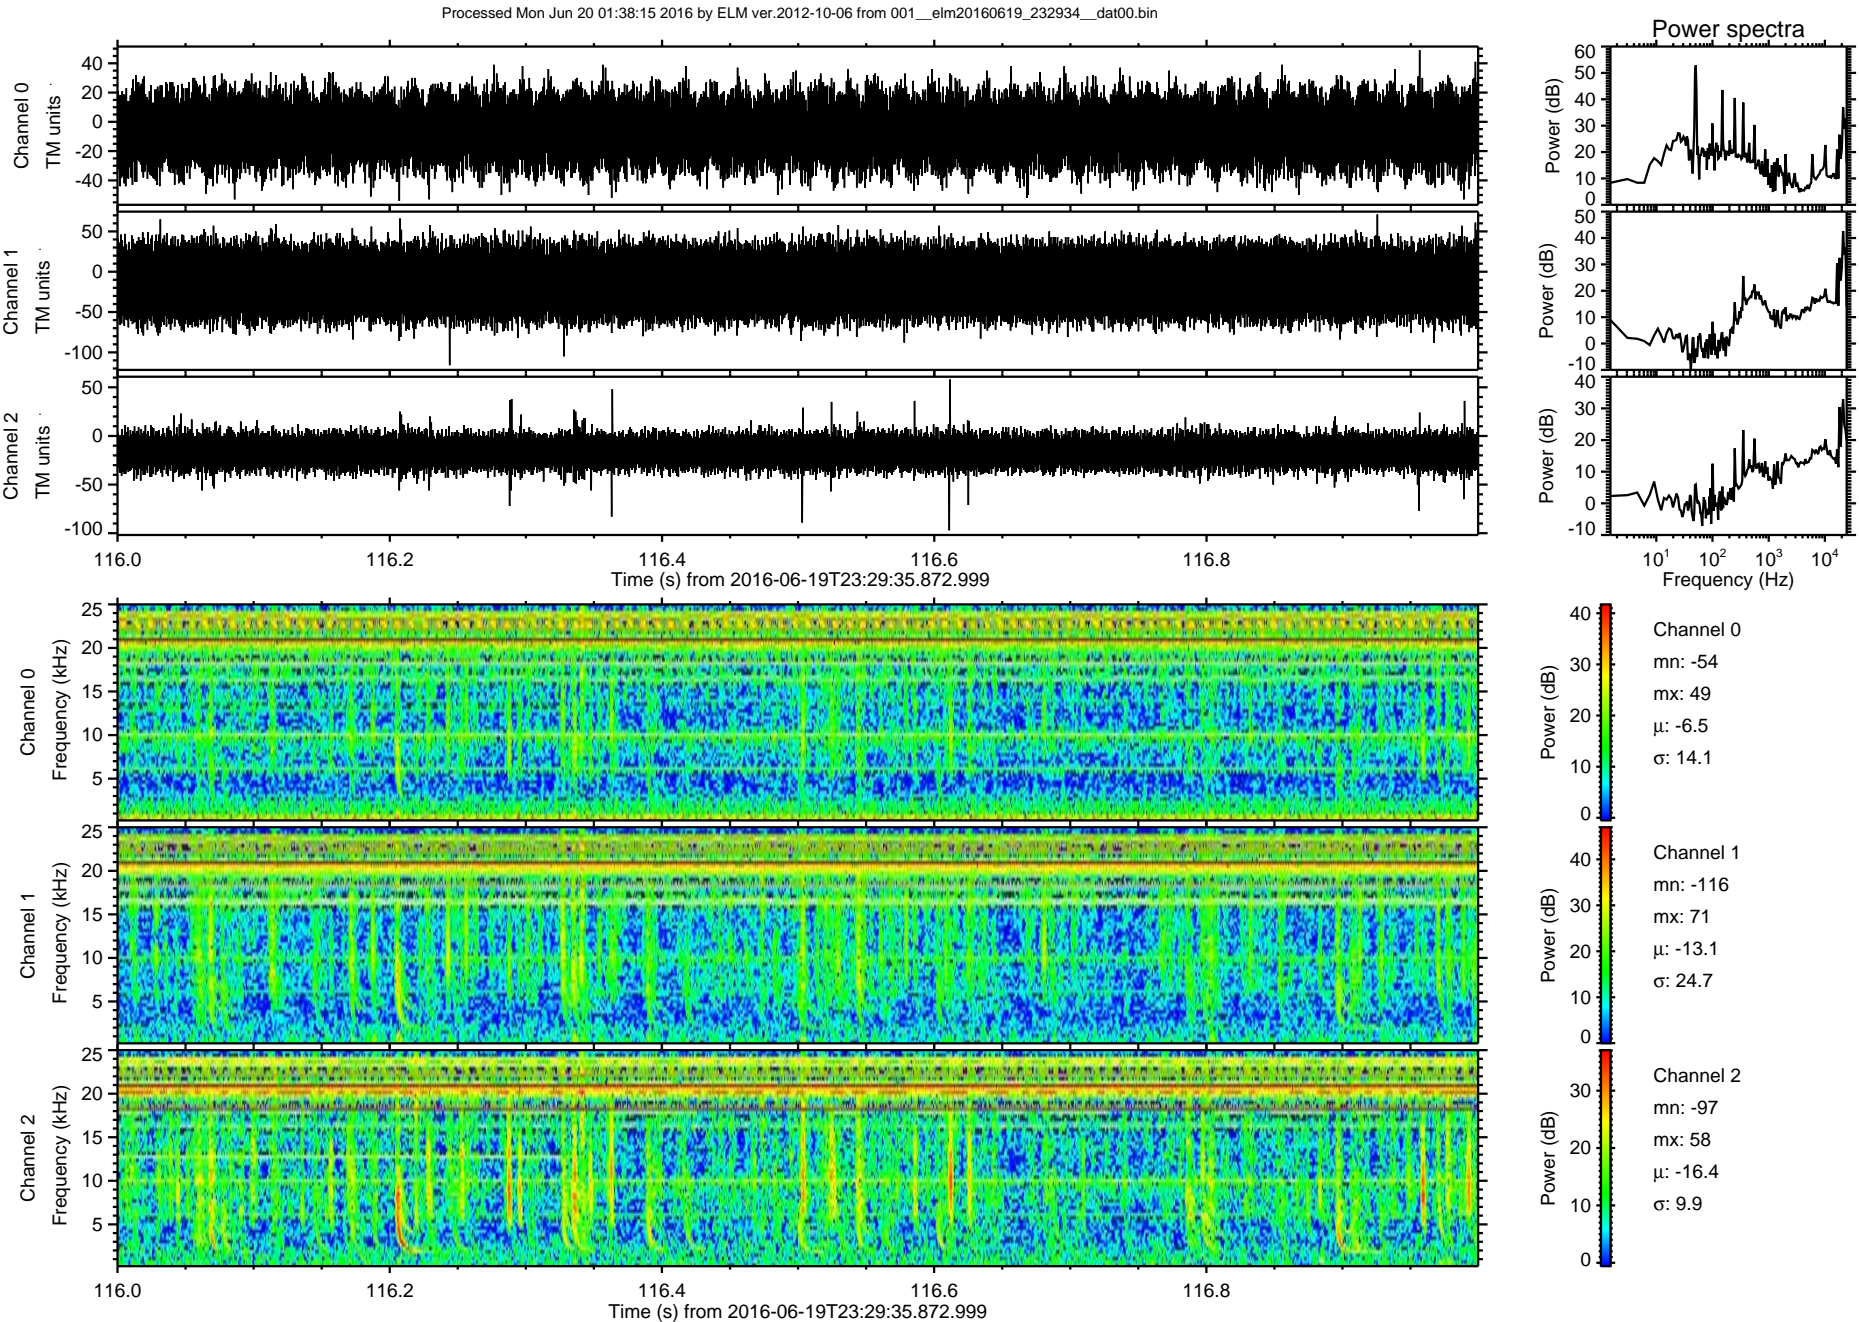 Processed Mon Jun 20 01:38:15 2016 by ELM ver.2012-10-06 from 001__elm20160619_232934__dat00.bin
Power spectra
Channel 0
TM units
40
20
0
-20
-40
Power (dB)
60
50
40
30
20
10
0
Channel 1
TM units
50
0
-50
-100
Power (dB)
50
40
30
20
10
0
-10
Channel 2
TM units
50
0
-50
-100
Power (dB)
40
30
20
10
0
-10
116.0 116.2 116.4 116.6 116.8
Time (s) from 2016-06-19T23:29:35.872.999
10^1 10^2 10^3 10^4
Frequency (Hz)
Channel 0
Frequency (kHz)
25
20
15
10
5
Power (dB)
40
30
20
10
0
Channel 0
mn: -54
mx: 49
μ: -6.5
σ: 14.1
Channel 1
Frequency (kHz)
25
20
15
10
5
Power (dB)
40
30
20
10
0
Channel 1
mn: -116
mx: 71
μ: -13.1
σ: 24.7
Channel 2
Frequency (kHz)
25
20
15
10
5
Power (dB)
30
20
10
0
Channel 2
mn: -97
mx: 58
μ: -16.4
σ: 9.9
116.0 116.2 116.4 116.6 116.8
Time (s) from 2016-06-19T23:29:35.872.999